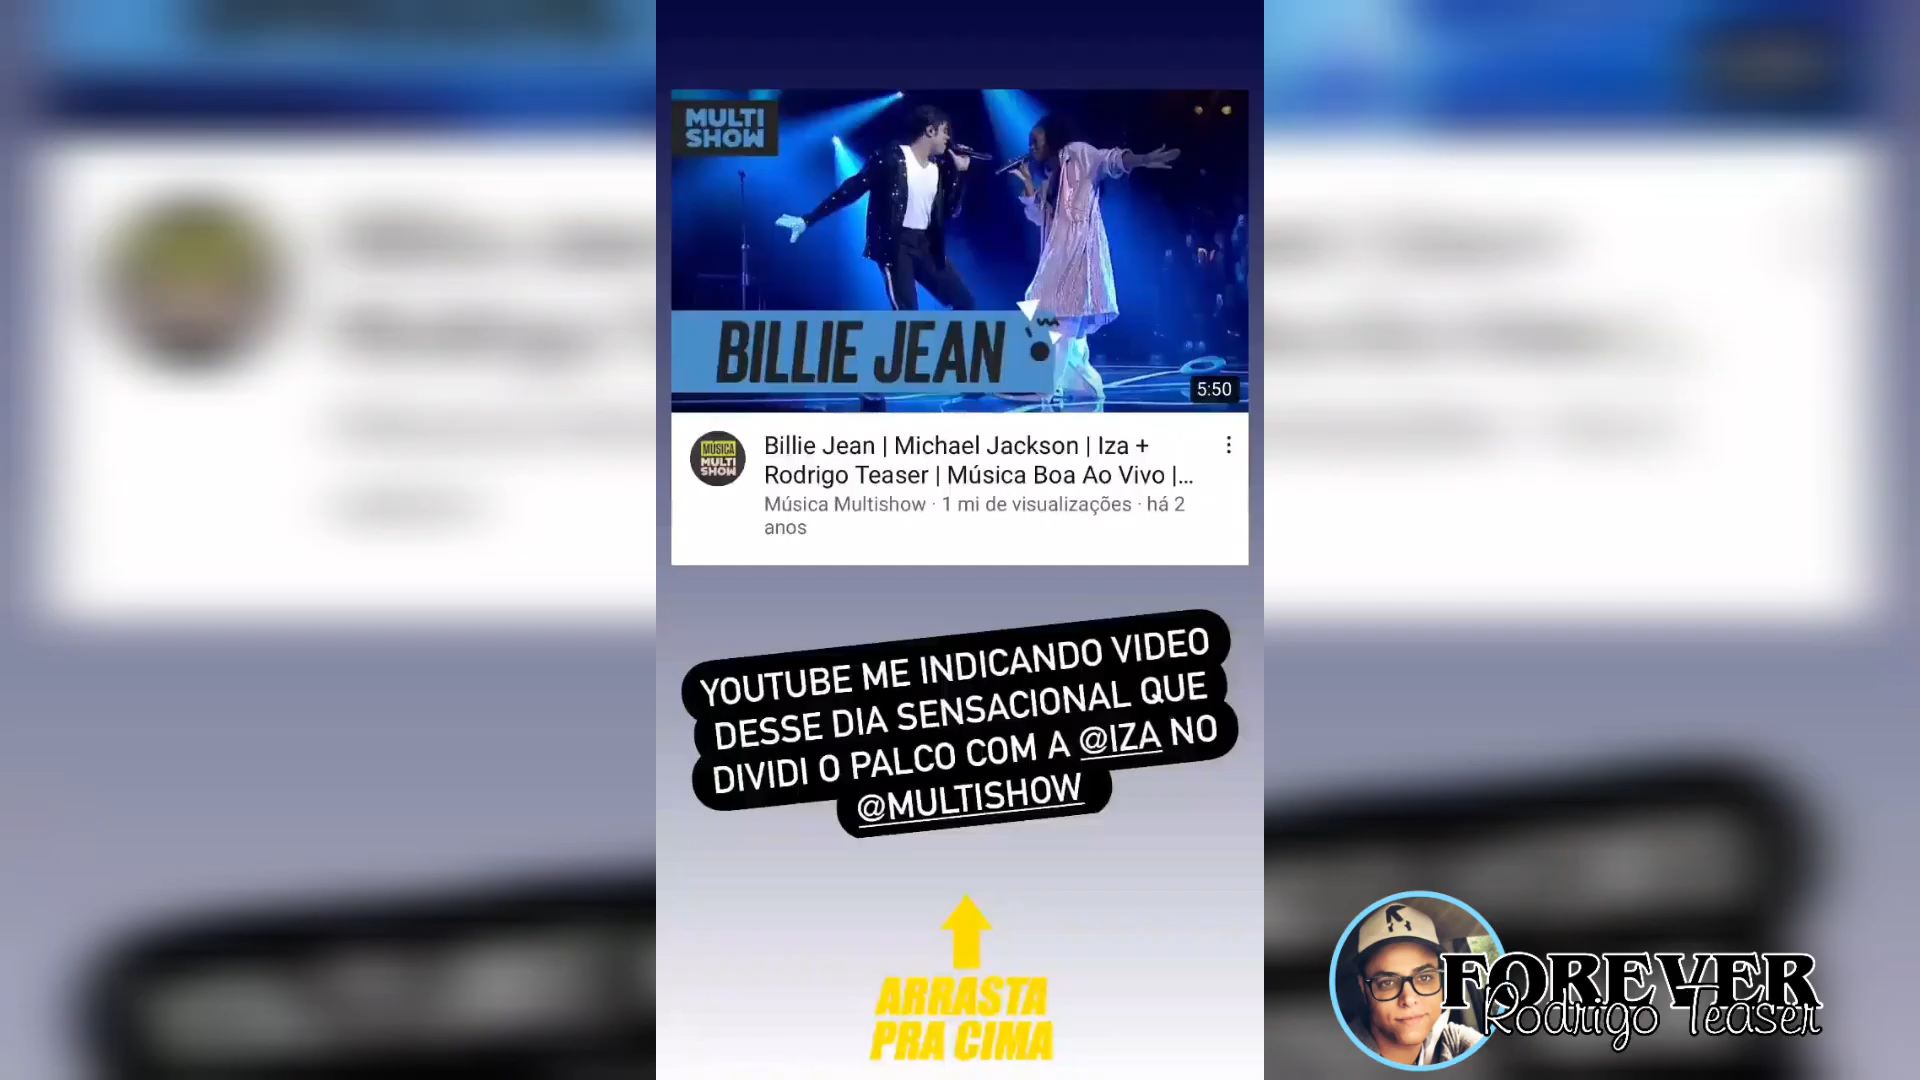 MULTI
SHOW
BILLIE JEAN
5:50
MÚSICA
MULTI
SHOW
Billie Jean | Michael Jackson | Iza +
Rodrigo Teaser | Música Boa Ao Vivo |...
Música Multishow · 1 mi de visualizações · há 2
anos
YOUTUBE ME INDICANDO VIDEO
DESSE DIA SENSACIONAL QUE
DIVIDI O PALCO COM A @IZA NO
@MULTISHOW
ARRASTA
PRA CIMA
FOREVER
Rodrigo Teaser